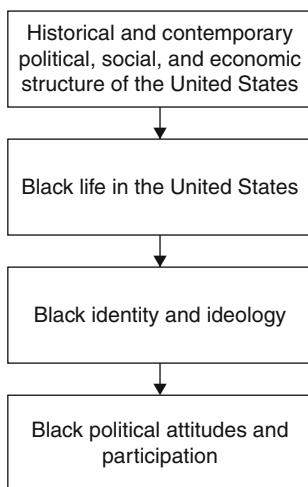 Historical and contemporary
political, social, and economic
structure of the United States
Black life in the United States
Black identity and ideology
Black political attitudes and
participation